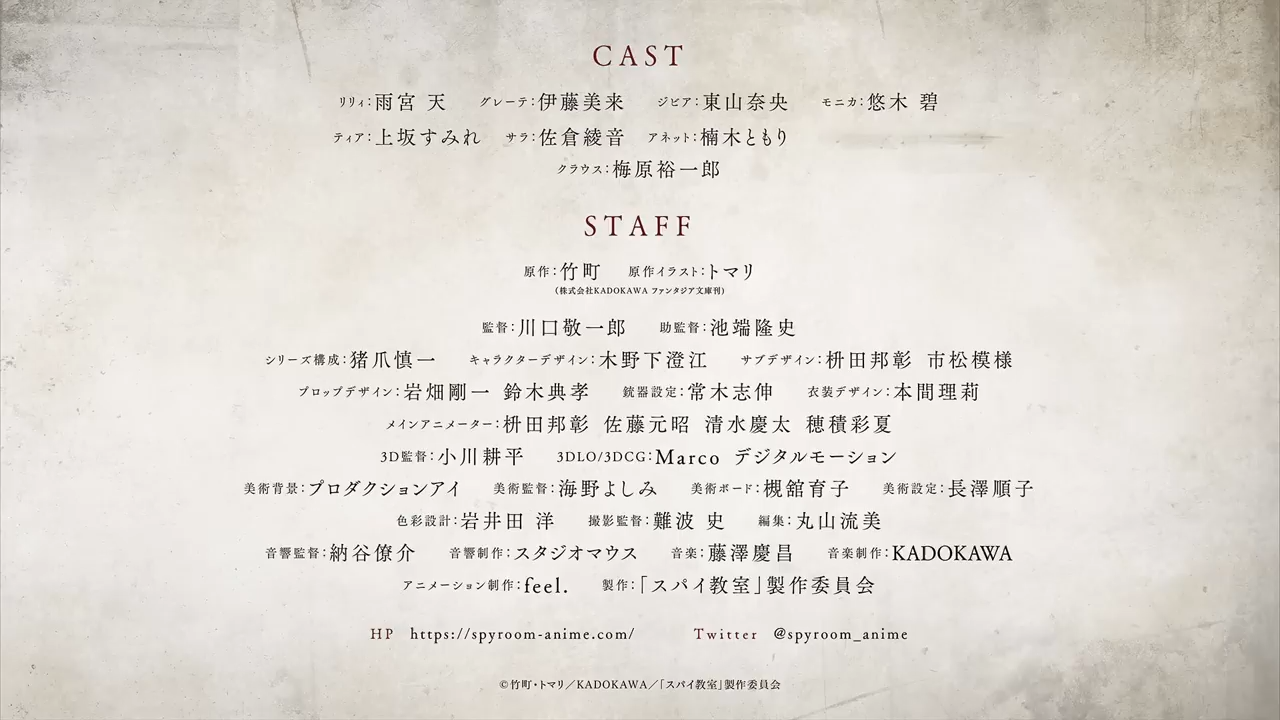 CAST
リリィ：雨宮 天　グレーテ：伊藤美来　ジビア：東山奈央　モニカ：悠木 碧
ティア：上坂すみれ　サラ：佐倉綾音　アネット：楠木ともり
クラウス：梅原裕一郎
STAFF
原作：竹町　原作イラスト：トマリ
（株式会社KADOKAWA ファンタジア文庫刊）
監督：川口敬一郎　助監督：池端隆史
シリーズ構成：猪爪慎一　キャラクターデザイン：木野下澄江　サブデザイン：枡田邦彰 市松模様
プロップデザイン：岩畑剛一 鈴木典孝　銃器設定：常木志伸　衣装デザイン：本間理莉
メインアニメーター：枡田邦彰 佐藤元昭 清水慶太 穂積彩夏
3D監督：小川耕平　3DLO/3DCG：Marco デジタルモーション
美術背景：プロダクションアイ　美術監督：海野よしみ　美術ボード：槻舘育子　美術設定：長澤順子
色彩設計：岩井田 洋　撮影監督：難波 史　編集：丸山流美
音響監督：納谷僚介　音響制作：スタジオマウス　音楽：藤澤慶昌　音楽制作：KADOKAWA
アニメーション制作：feel.　製作：「スパイ教室」製作委員会
HP https://spyroom-anime.com/　Twitter @spyroom_anime
©竹町・トマリ／KADOKAWA／「スパイ教室」製作委員会